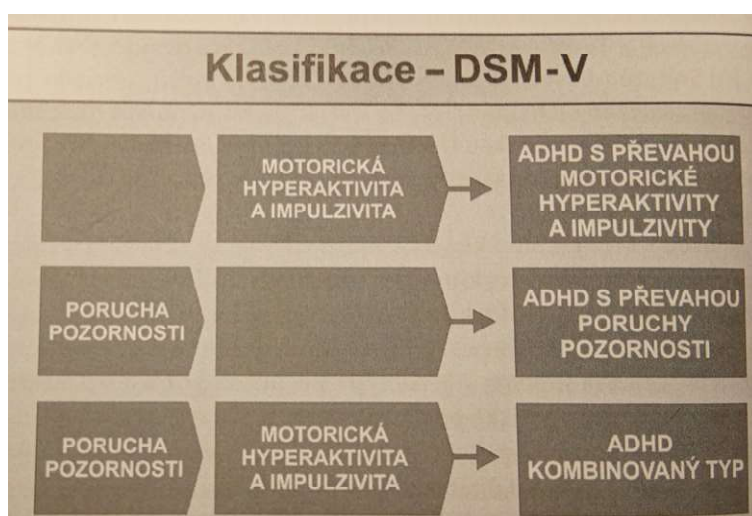 Klasifikace – DSM-V
MOTORICKÁ
HYPERAKTIVITA
A IMPULZIVITA
ADHD S PŘEVAHOU
MOTORICKÉ
HYPERAKTIVITY
A IMPULZIVITY
PORUCHA
POZORNOSTI
ADHD S PŘEVAHOU
PORUCHY
POZORNOSTI
PORUCHA
POZORNOSTI
MOTORICKÁ
HYPERAKTIVITA
A IMPULZIVITA
ADHD
KOMBINOVANÝ TYP